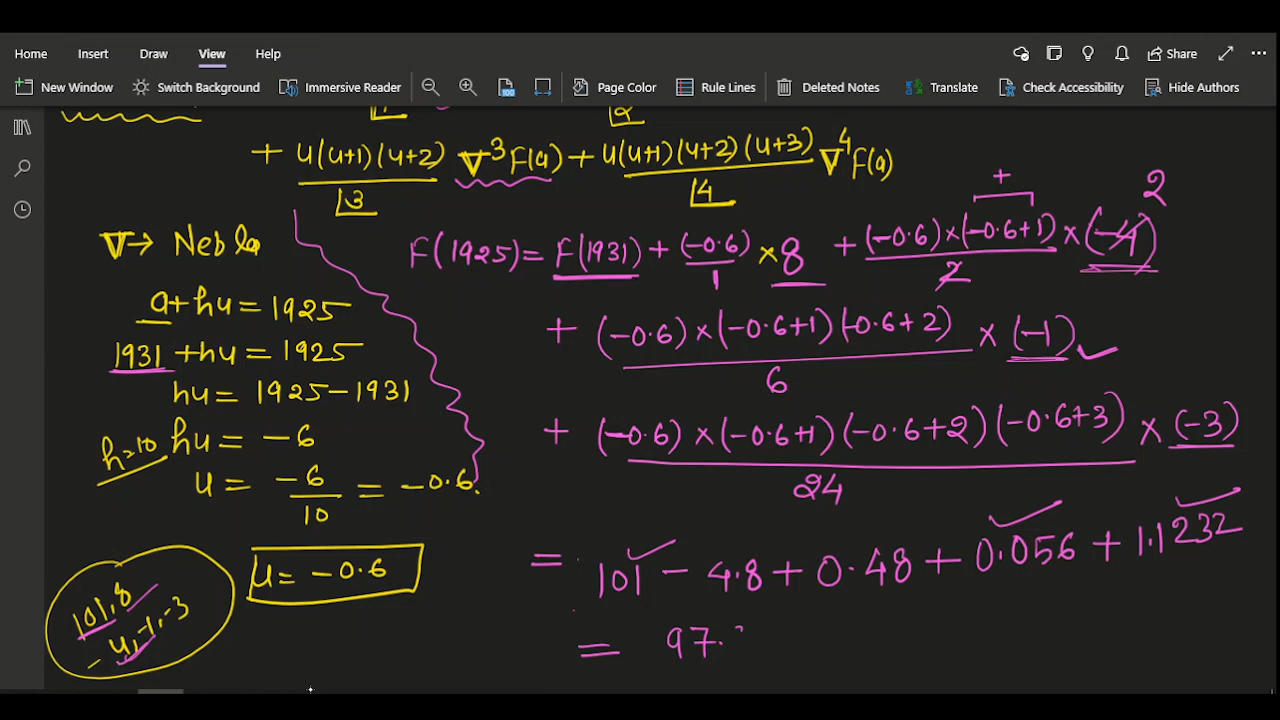 Home Insert Draw View Help Share
New Window Switch Background Immersive Reader Page Color Rule Lines Deleted Notes Translate Check Accessibility Hide Authors
+ u(u+1)(u+2)/⌊3 ∇³F(a) + u(u+1)(u+2)(u+3)/⌊4 ∇⁴F(a)
∇→ Nebla
a+hu=1925
1931+hu=1925
hu=1925-1931
h=10 hu=-6
u=-6/10=-0.6.
u=-0.6
101,8
-4,-1,-3
+
F(1925)=F(1931)+(-0.6)/1×8+(-0.6)×(-0.6+1)/2×(-4) 2
+(-0.6)×(-0.6+1)(-0.6+2)/6×(-1)
+(-0.6)×(-0.6+1)(-0.6+2)(-0.6+3)/24×(-3)
=101-4.8+0.48+0.056+1.1232
=97.